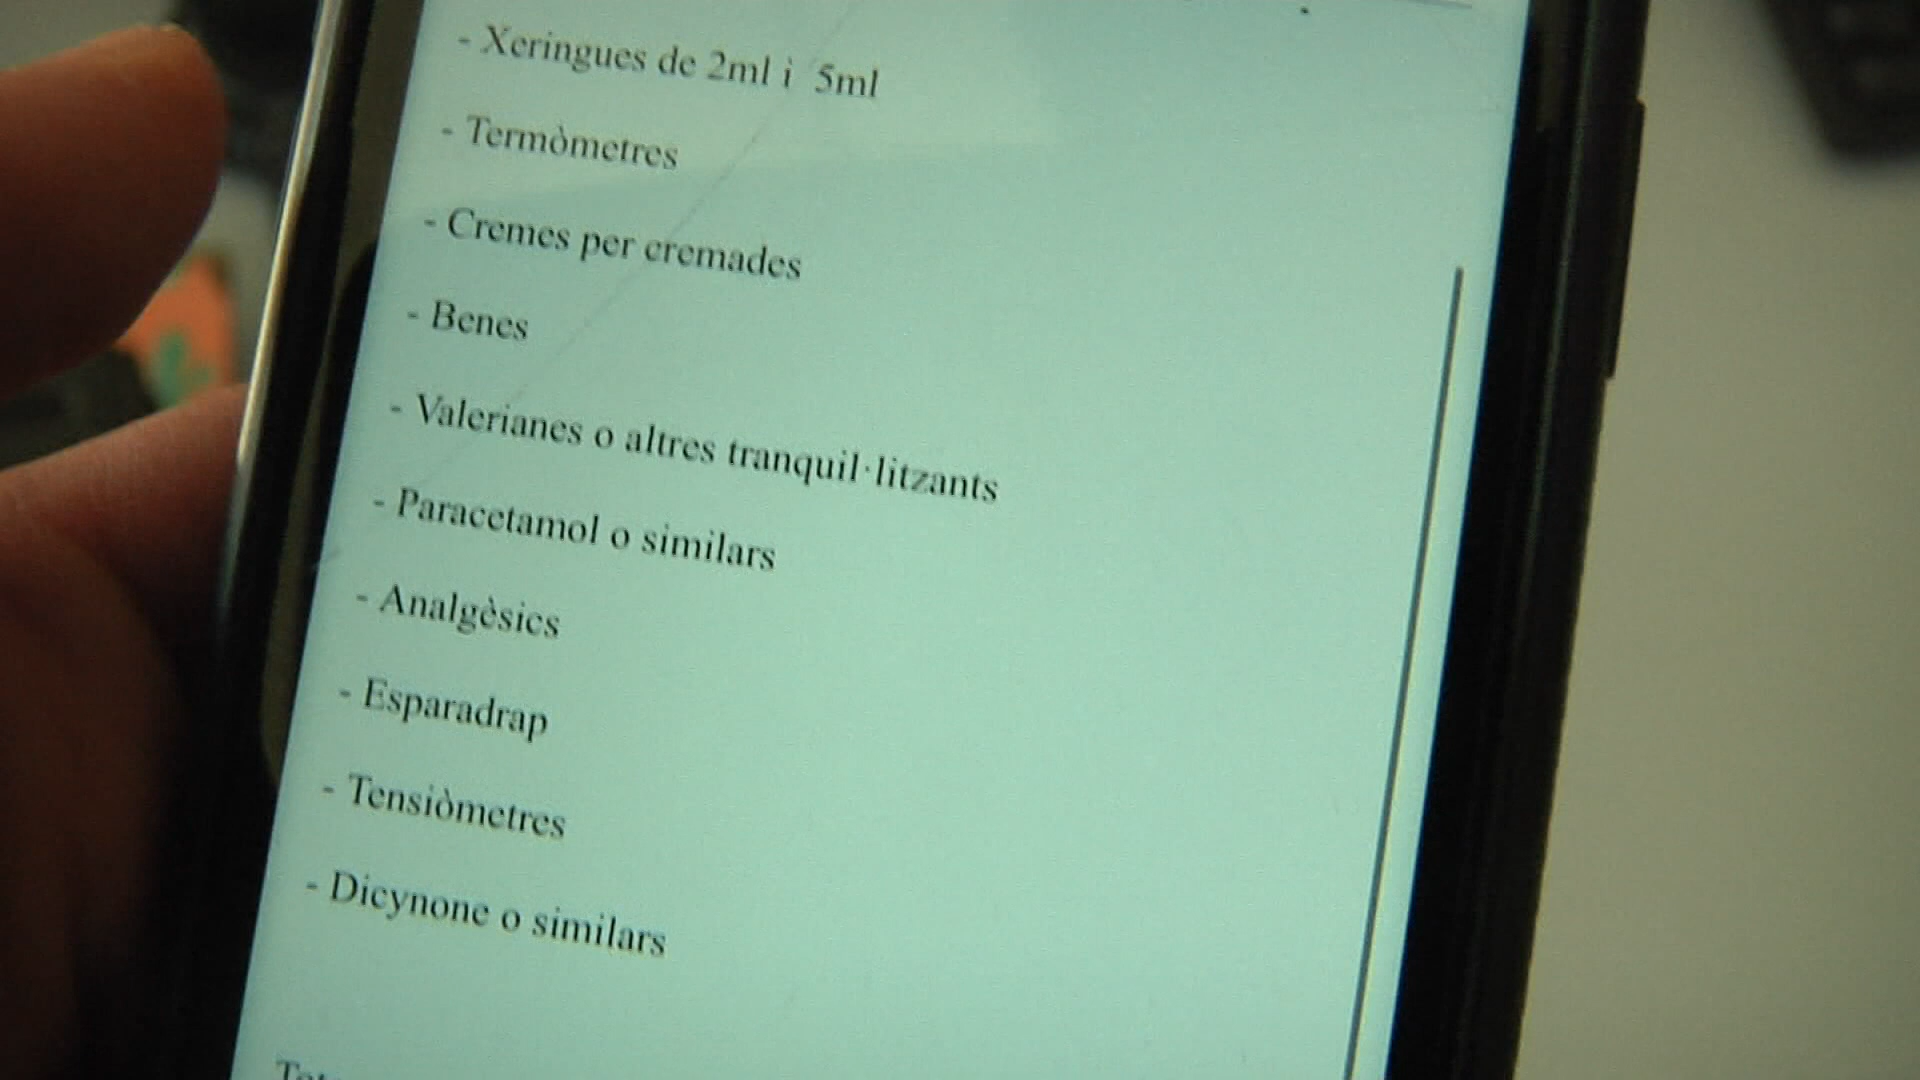 - Xeringues de 2ml i 5ml
- Termòmetres
- Cremes per cremades
- Benes
- Valerianes o altres tranquil·litzants
- Paracetamol o similars
- Analgèsics
- Esparadrap
- Tensiòmetres
- Dicynone o similars